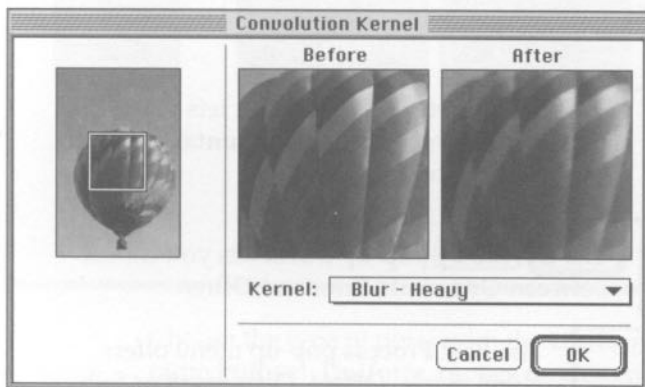 Convolution Kernel
Before
After
Kernel: Blur - Heavy
Cancel
OK